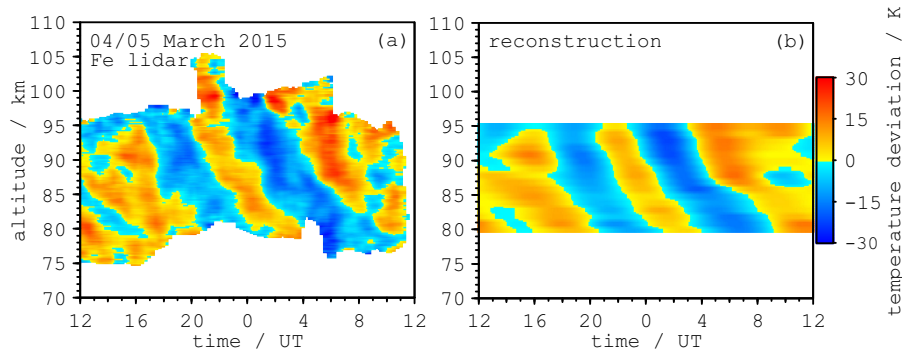 04/05 March 2015 (a)
Fe lidar
110
105
100
95
90
85
80
75
70
altitude / km
12 16 20 0 4 8 12
time / UT
reconstruction (b)
110
105
100
95
90
85
80
75
70
12 16 20 0 4 8 12
time / UT
30
15
0
−15
−30
temperature deviation / K